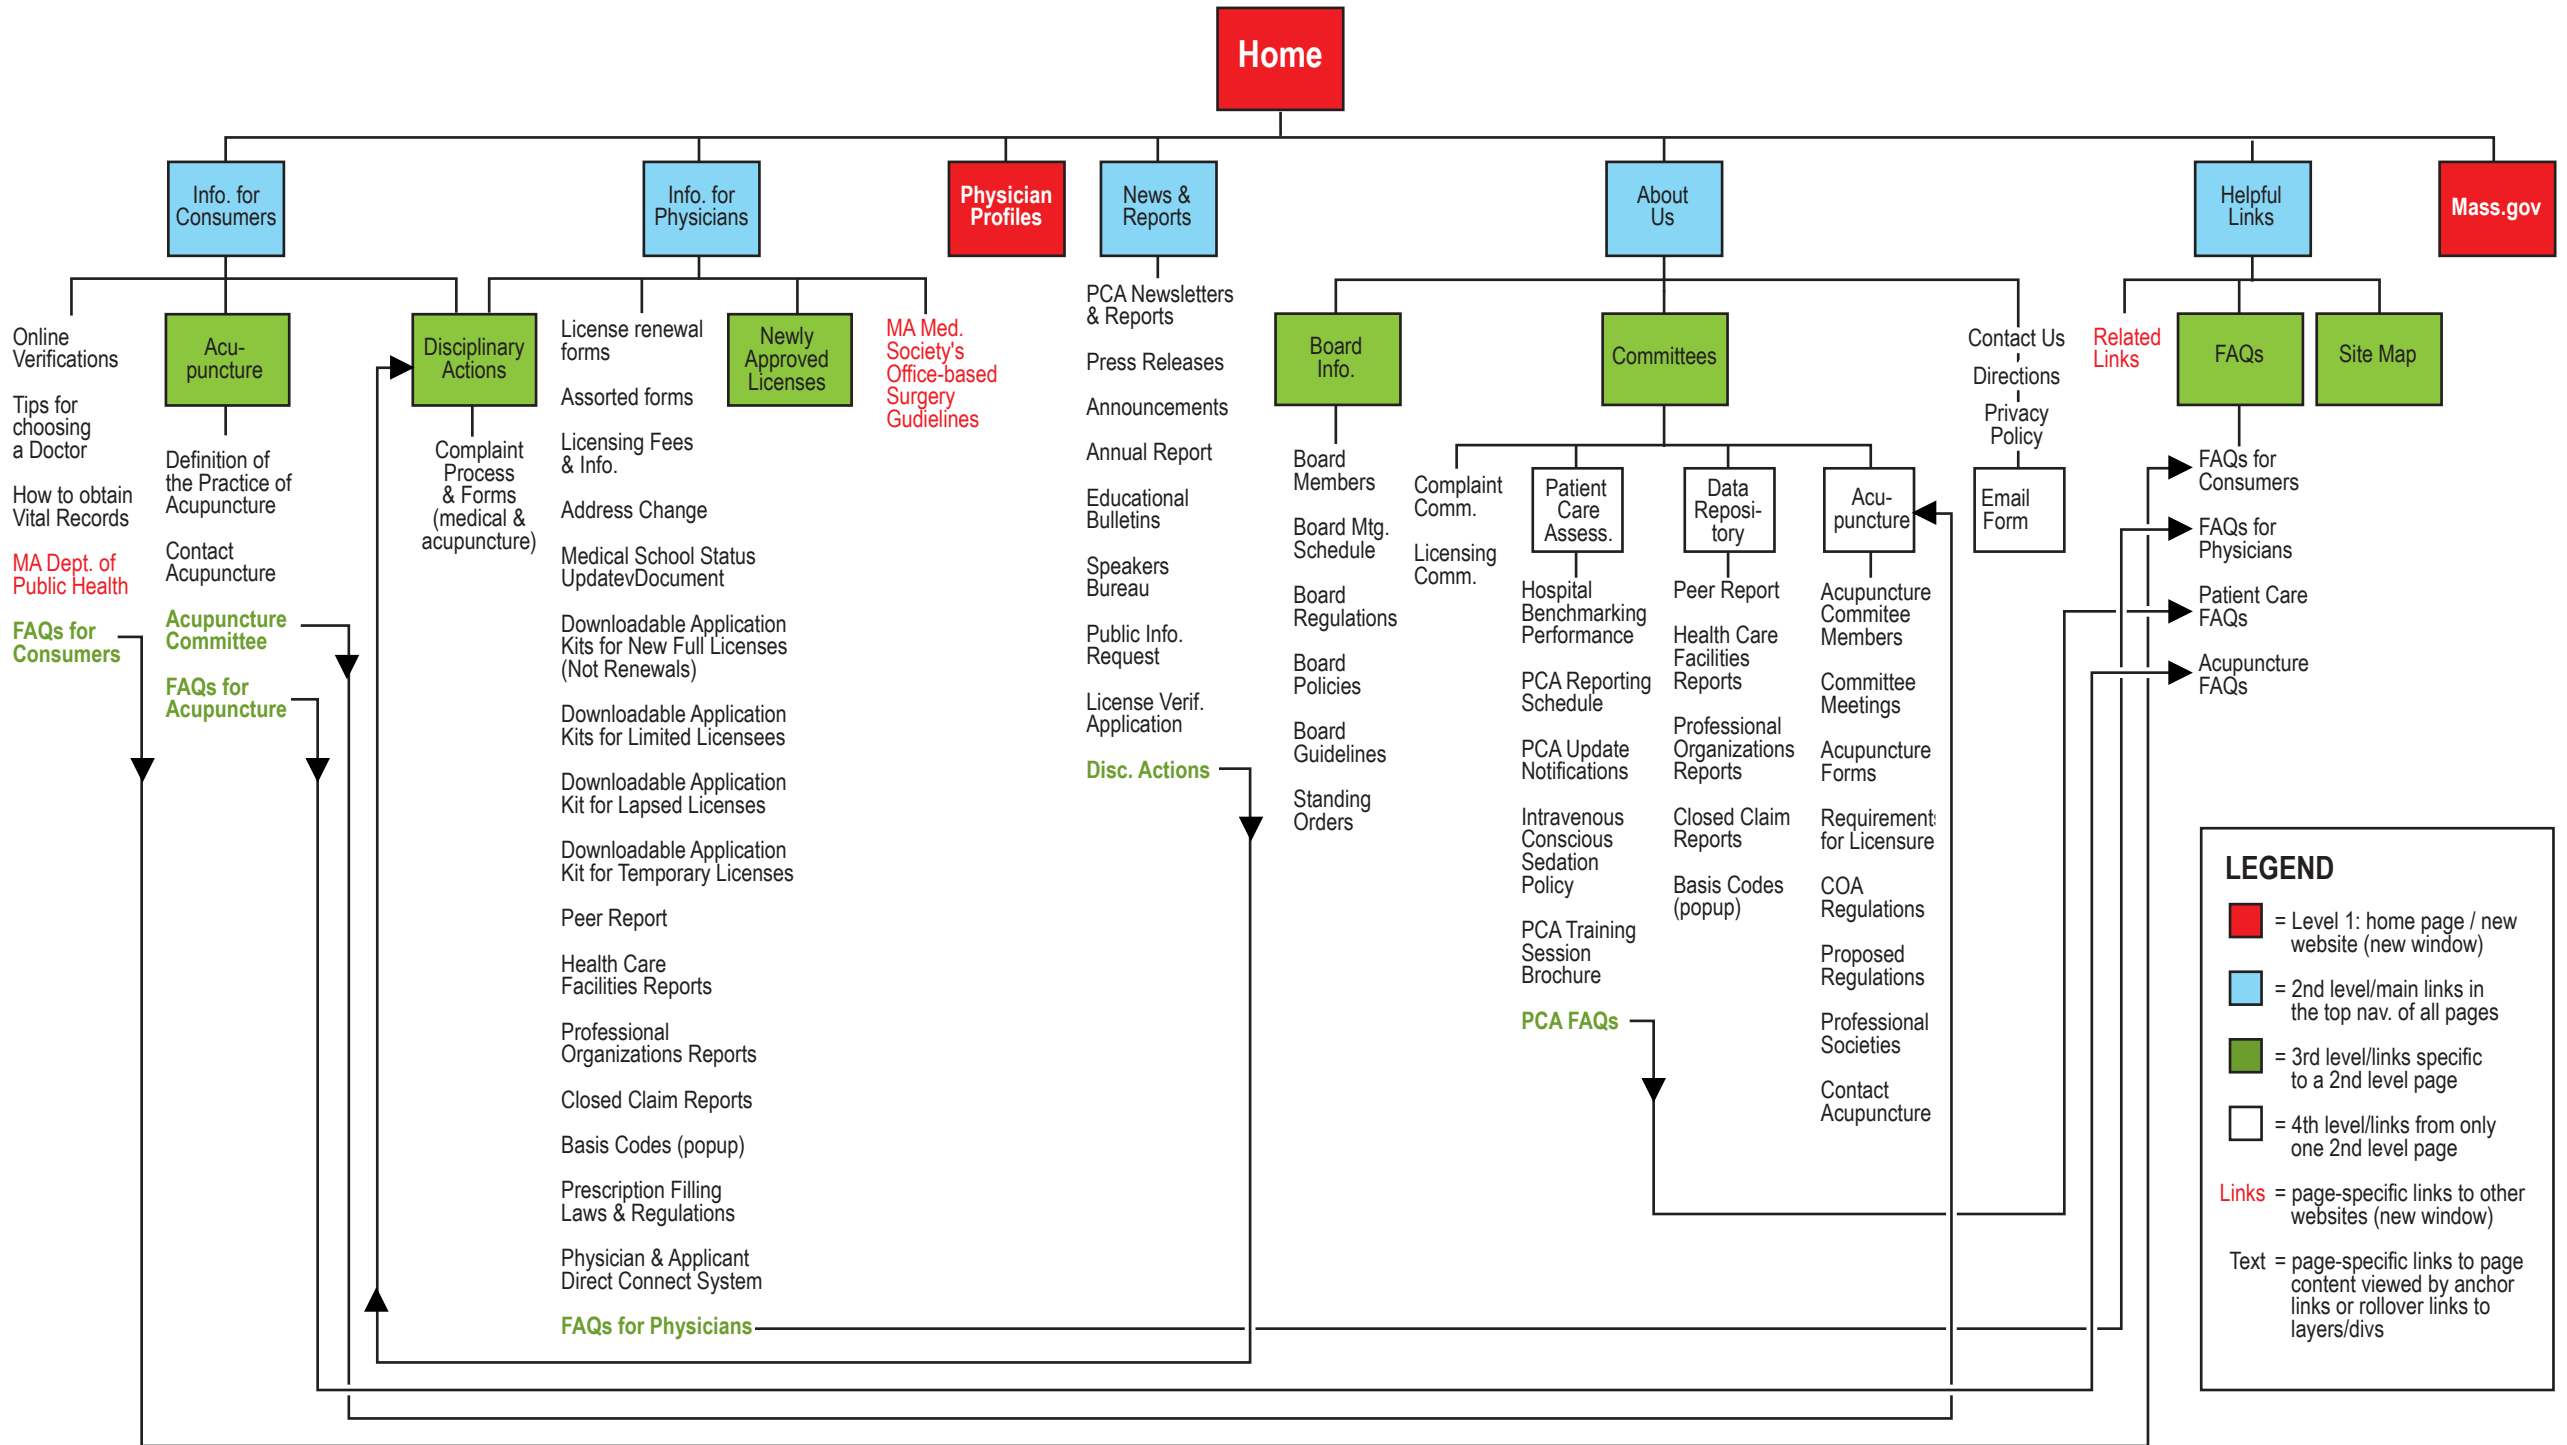 Home
Info. for
Consumers
Info. for
Physicians
Physician
Profiles
News &
Reports
About
Us
Helpful
Links
Mass.gov
Online
Verifications
Tips for
choosing
a Doctor
How to obtain
Vital Records
MA Dept. of
Public Health
FAQs for
Consumers
Acu-
puncture
Definition of
the Practice of
Acupuncture
Contact
Acupuncture
Acupuncture
Committee
FAQs for
Acupuncture
Disciplinary
Actions
Complaint
Process
& Forms
(medical &
acupuncture)
License renewal
forms
Assorted forms
Licensing Fees
& Info.
Address Change
Medical School Status
UpdatevDocument
Downloadable Application
Kits for New Full Licenses
(Not Renewals)
Downloadable Application
Kits for Limited Licensees
Downloadable Application
Kit for Lapsed Licenses
Downloadable Application
Kit for Temporary Licenses
Peer Report
Health Care
Facilities Reports
Professional
Organizations Reports
Closed Claim Reports
Basis Codes (popup)
Prescription Filling
Laws & Regulations
Physician & Applicant
Direct Connect System
FAQs for Physicians
Newly
Approved
Licenses
MA Med.
Society's
Office-based
Surgery
Gudielines
PCA Newsletters
& Reports
Press Releases
Announcements
Annual Report
Educational
Bulletins
Speakers
Bureau
Public Info.
Request
License Verif.
Application
Disc. Actions
Board
Info.
Board
Members
Board Mtg.
Schedule
Board
Regulations
Board
Policies
Board
Guidelines
Standing
Orders
Committees
Complaint
Comm.
Licensing
Comm.
Patient
Care
Assess.
Hospital
Benchmarking
Performance
PCA Reporting
Schedule
PCA Update
Notifications
Intravenous
Conscious
Sedation
Policy
PCA Training
Session
Brochure
PCA FAQs
Data
Reposi-
tory
Peer Report
Health Care
Facilities
Reports
Professional
Organizations
Reports
Closed Claim
Reports
Basis Codes
(popup)
Acu-
puncture
Acupuncture
Commitee
Members
Committee
Meetings
Acupuncture
Forms
Requirements
for Licensure
COA
Regulations
Proposed
Regulations
Professional
Societies
Contact
Acupuncture
Contact Us
Directions
Privacy
Policy
Email
Form
Related
Links
FAQs
Site Map
FAQs for
Consumers
FAQs for
Physicians
Patient Care
FAQs
Acupuncture
FAQs
LEGEND
= Level 1: home page / new
website (new window)
= 2nd level/main links in
the top nav. of all pages
= 3rd level/links specific
to a 2nd level page
= 4th level/links from only
one 2nd level page
Links = page-specific links to other
websites (new window)
Text = page-specific links to page
content viewed by anchor
links or rollover links to
layers/divs